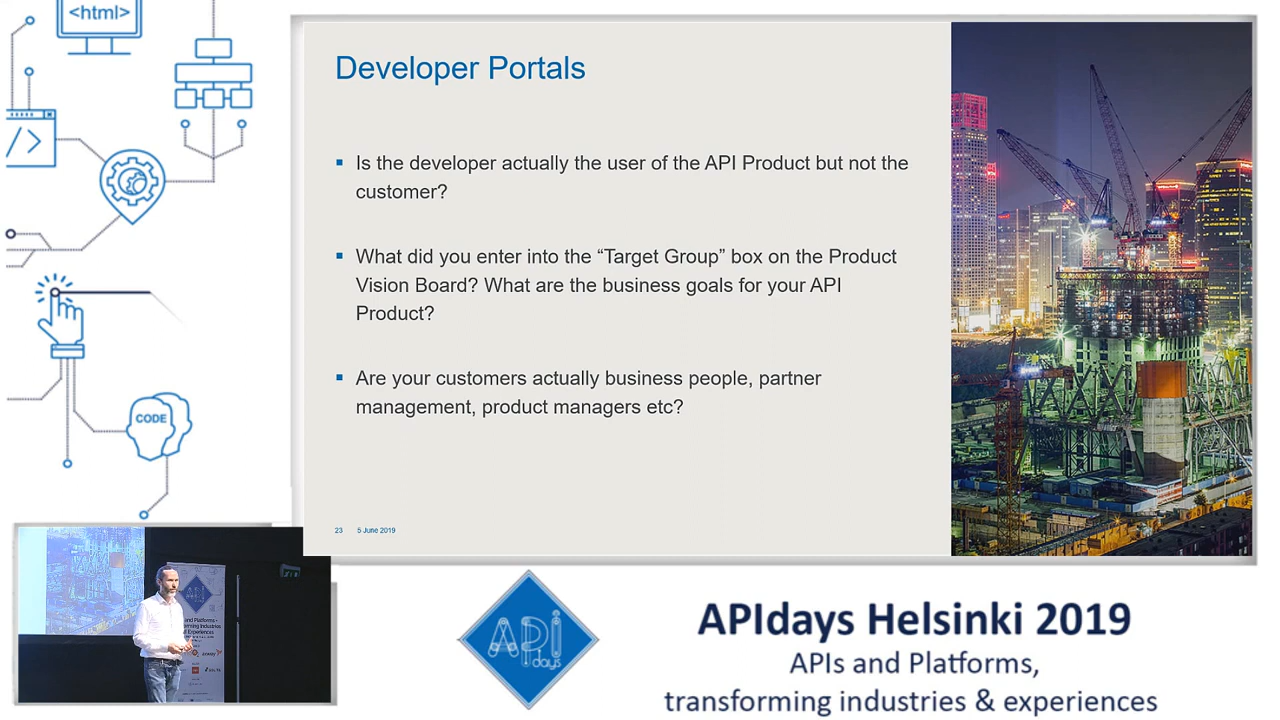 <html>
</>
CODE
Developer Portals
Is the developer actually the user of the API Product but not the
customer?
What did you enter into the “Target Group” box on the Product
Vision Board? What are the business goals for your API
Product?
Are your customers actually business people, partner
management, product managers etc?
23 5 June 2019
API
days
APIdays Helsinki 2019
APIs and Platforms,
transforming industries & experiences